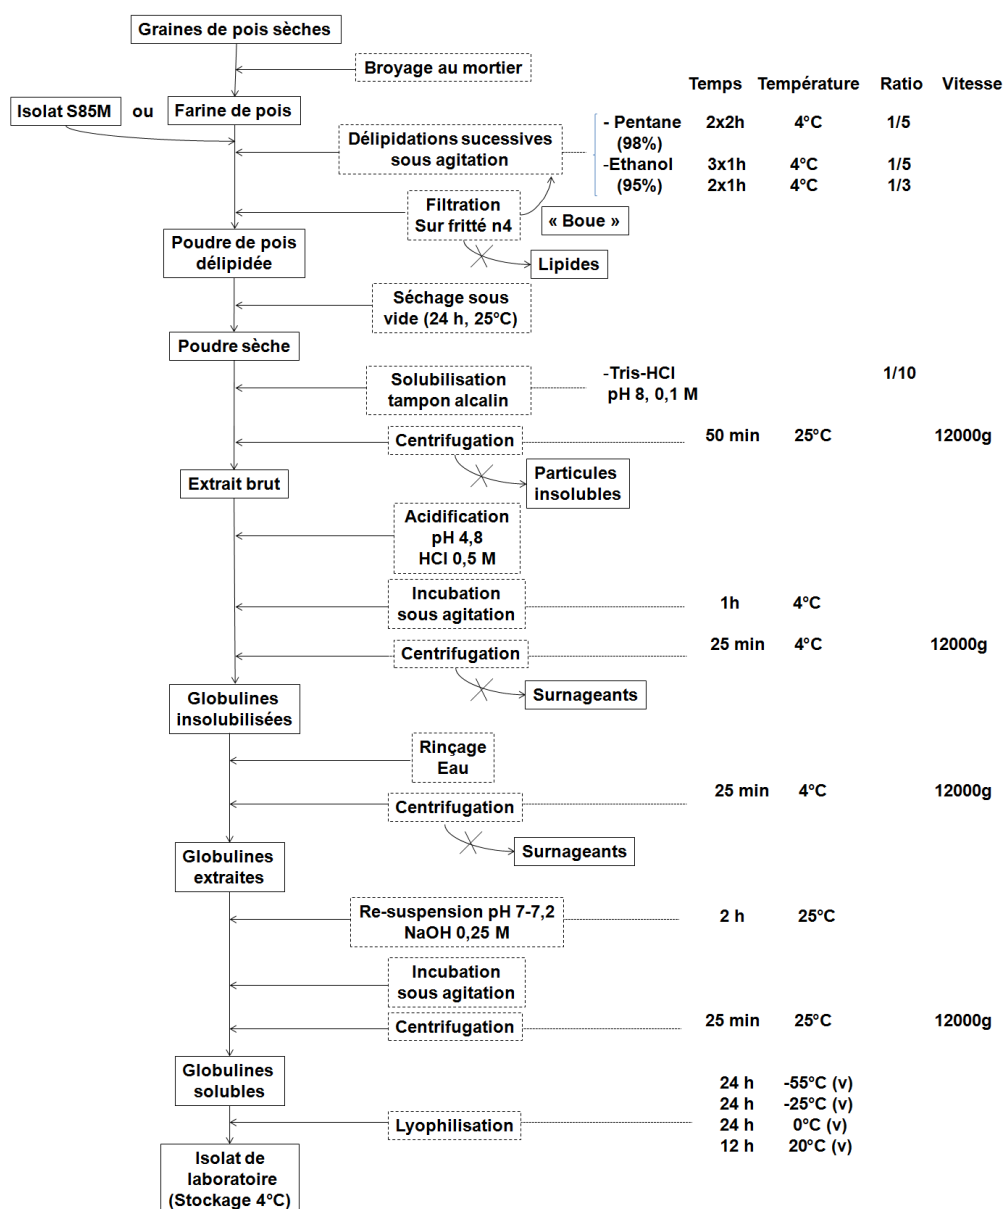 Graines de pois sèches
Broyage au mortier
Temps Température Ratio Vitesse
Isolat S85M ou Farine de pois
Délipidations sucessives
sous agitation
- Pentane 2x2h 4°C 1/5
(98%)
-Ethanol 3x1h 4°C 1/5
(95%) 2x1h 4°C 1/3
Filtration
Sur fritté n4
« Boue »
Poudre de pois
délipidée
Lipides
Séchage sous
vide (24 h, 25°C)
Poudre sèche
Solubilisation
tampon alcalin
-Tris-HCl 1/10
pH 8, 0,1 M
Centrifugation 50 min 25°C 12000g
Particules
insolubles
Extrait brut
Acidification
pH 4,8
HCl 0,5 M
Incubation
sous agitation
1h 4°C
Centrifugation 25 min 4°C 12000g
Surnageants
Globulines
insolubilisées
Rinçage
Eau
Centrifugation 25 min 4°C 12000g
Surnageants
Globulines
extraites
Re-suspension pH 7-7,2
NaOH 0,25 M
2 h 25°C
Incubation
sous agitation
Centrifugation 25 min 25°C 12000g
Globulines
solubles
Lyophilisation
24 h -55°C (v)
24 h -25°C (v)
24 h 0°C (v)
12 h 20°C (v)
Isolat de
laboratoire
(Stockage 4°C)